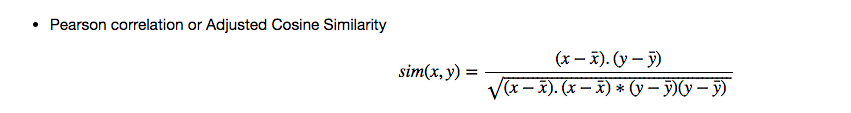 • Pearson correlation or Adjusted Cosine Similarity
sim(x, y) = (x − x̄). (y − ȳ) / √(x − x̄). (x − x̄) * (y − ȳ)(y − ȳ)